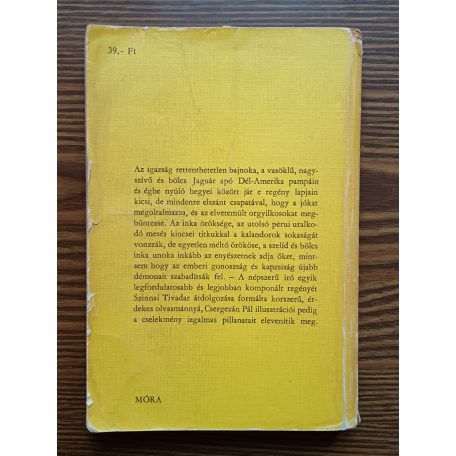 39,– Ft
Az igazság rettenthetetlen bajnoka, a vasöklű, nagy-
szívű és bölcs Jaguár apó Dél-Amerika pampáin
és égbe nyúló hegyei között jár e regény lapjain
kicsi, de mindenre elszánt csapatával, hogy a jókat
megoltalmazza, és az elvetemült orgyilkosokat meg-
büntesse. Az inka öröksége, az utolsó perui uralko-
dó mesés kincsei titkukkal a kalandorok sokaságát
vonzzák, de egyetlen méltó örököse, a szelíd és bölcs
inka unoka inkább az enyészetnek adja őket, mint-
sem hogy az emberi gonoszság és kapzsiság újabb
démonait szabadítsák fel. – A népszerű író egyik
legfordulatosabb és legjobban komponált regényét
Szinnai Tivadar átdolgozása formálta korszerű, ér-
dekes olvasmánnyá, Csergezán Pál illusztrációi pedig
a cselekmény izgalmas pillanatait elevenítik meg.
MÓRA